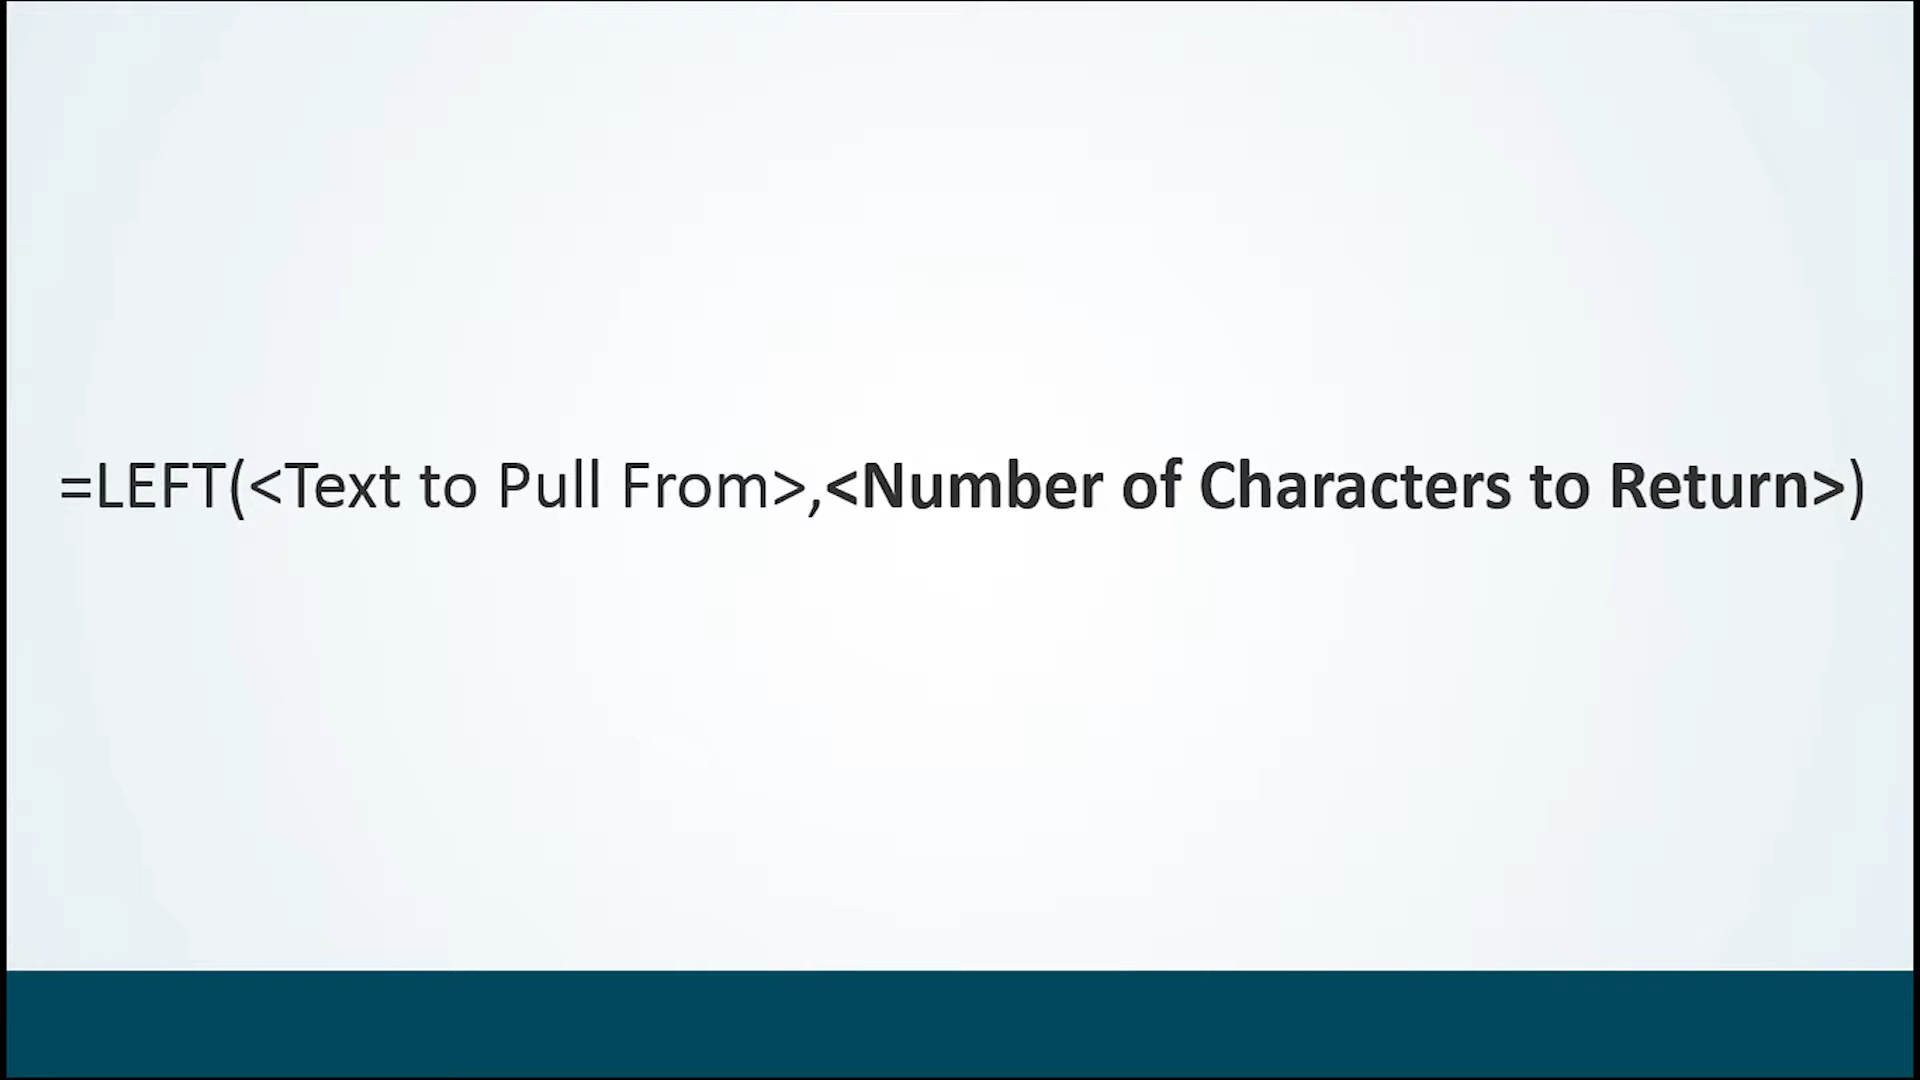 =LEFT(<Text to Pull From>,<Number of Characters to Return>)